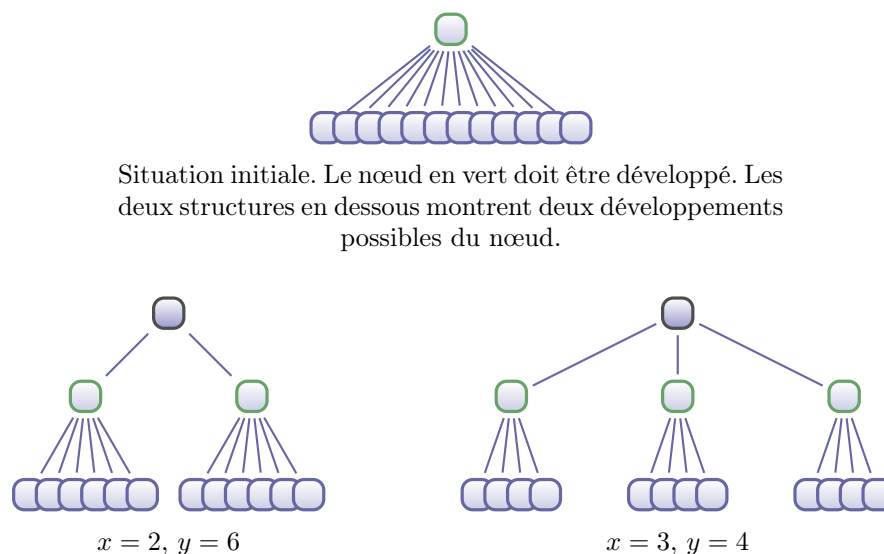 Situation initiale. Le nœud en vert doit être développé. Les
deux structures en dessous montrent deux développements
possibles du nœud.
x = 2, y = 6
x = 3, y = 4